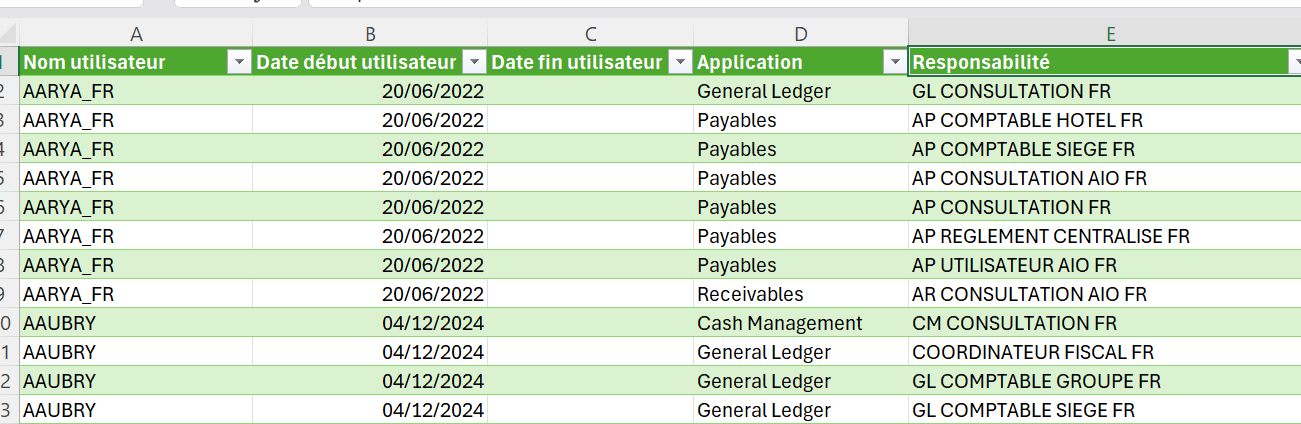 A B C D E
Nom utilisateur Date début utilisateur Date fin utilisateur Application Responsabilité
2 AARYA_FR 20/06/2022 General Ledger GL CONSULTATION FR
3 AARYA_FR 20/06/2022 Payables AP COMPTABLE HOTEL FR
4 AARYA_FR 20/06/2022 Payables AP COMPTABLE SIEGE FR
5 AARYA_FR 20/06/2022 Payables AP CONSULTATION AIO FR
6 AARYA_FR 20/06/2022 Payables AP CONSULTATION FR
7 AARYA_FR 20/06/2022 Payables AP REGLEMENT CENTRALISE FR
8 AARYA_FR 20/06/2022 Payables AP UTILISATEUR AIO FR
9 AARYA_FR 20/06/2022 Receivables AR CONSULTATION AIO FR
0 AAUBRY 04/12/2024 Cash Management CM CONSULTATION FR
1 AAUBRY 04/12/2024 General Ledger COORDINATEUR FISCAL FR
2 AAUBRY 04/12/2024 General Ledger GL COMPTABLE GROUPE FR
3 AAUBRY 04/12/2024 General Ledger GL COMPTABLE SIEGE FR